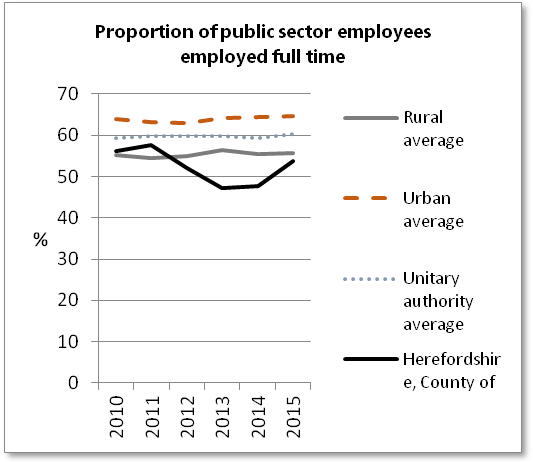 Proportion of public sector employees
employed full time
70
60
50
40
30
20
10
0
%
2010
2011
2012
2013
2014
2015
Rural
average
Urban
average
Unitary
authority
average
Herefordshir
e, County of